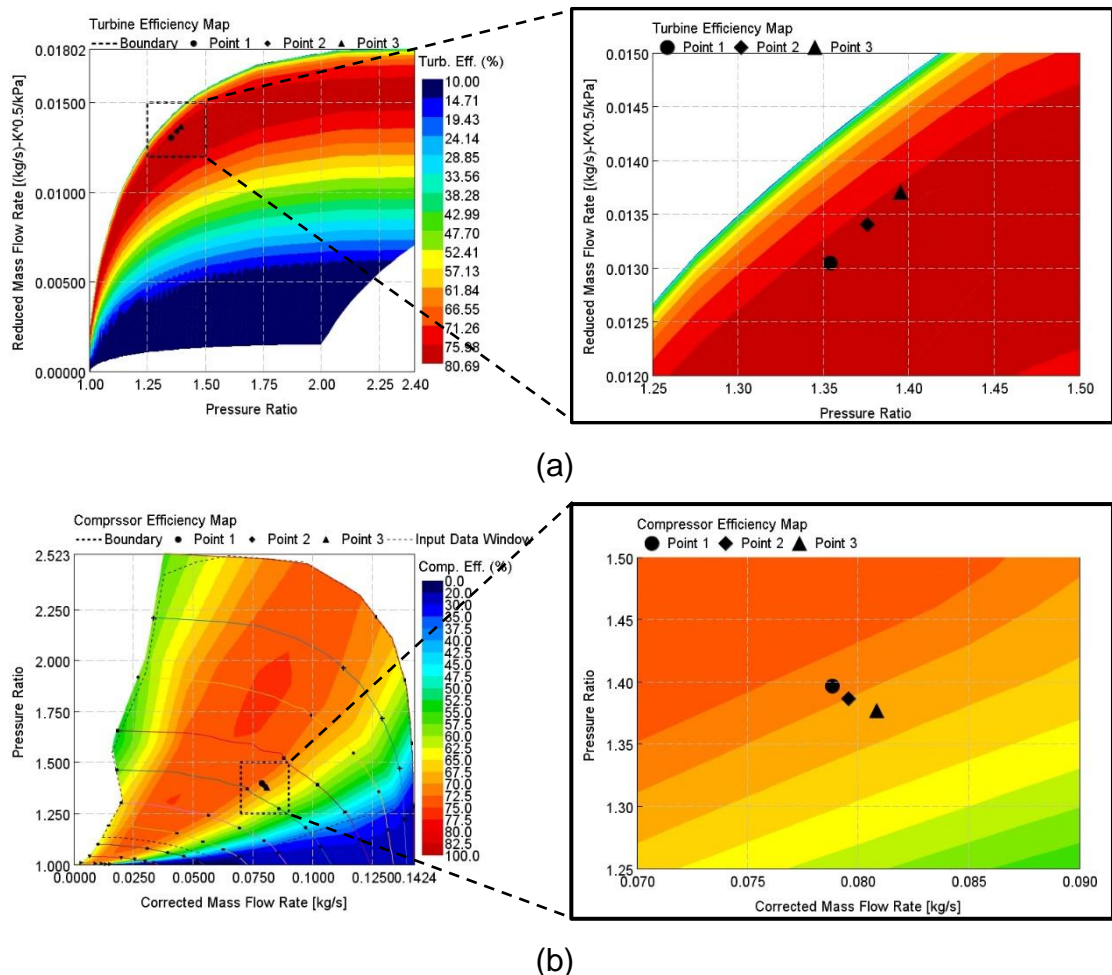 Turbine Efficiency Map
Boundary Point 1 Point 2 Point 3
0.01802
0.01500
0.01000
0.00500
0.00000
Reduced Mass Flow Rate [(kg/s)-K^0.5/kPa]
1.00 1.25 1.50 1.75 2.00 2.25 2.40
Pressure Ratio
Turb. Eff. (%)
10.00
14.71
19.43
24.14
28.85
33.56
38.28
42.99
47.70
52.41
57.13
61.84
66.55
71.26
75.98
80.69
Turbine Efficiency Map
Point 1 Point 2 Point 3
0.0150
0.0145
0.0140
0.0135
0.0130
0.0125
0.0120
Reduced Mass Flow Rate [(kg/s)-K^0.5/kPa]
1.25 1.30 1.35 1.40 1.45 1.50
Pressure Ratio
(a)
Comprssor Efficiency Map
Boundary Point 1 Point 2 Point 3 Input Data Window
2.523
2.250
2.000
1.750
1.500
1.250
1.000
Pressure Ratio
0.0000 0.0250 0.0500 0.0750 0.1000 0.1250 0.1424
Corrected Mass Flow Rate [kg/s]
Comp. Eff. (%)
0.0
20.0
30.0
35.0
37.5
40.0
42.5
45.0
47.5
50.0
52.5
55.0
57.5
60.0
62.5
65.0
67.5
70.0
72.5
75.0
77.5
80.0
82.5
100.0
Compressor Efficiency Map
Point 1 Point 2 Point 3
1.50
1.45
1.40
1.35
1.30
1.25
Pressure Ratio
0.070 0.075 0.080 0.085 0.090
Corrected Mass Flow Rate [kg/s]
(b)